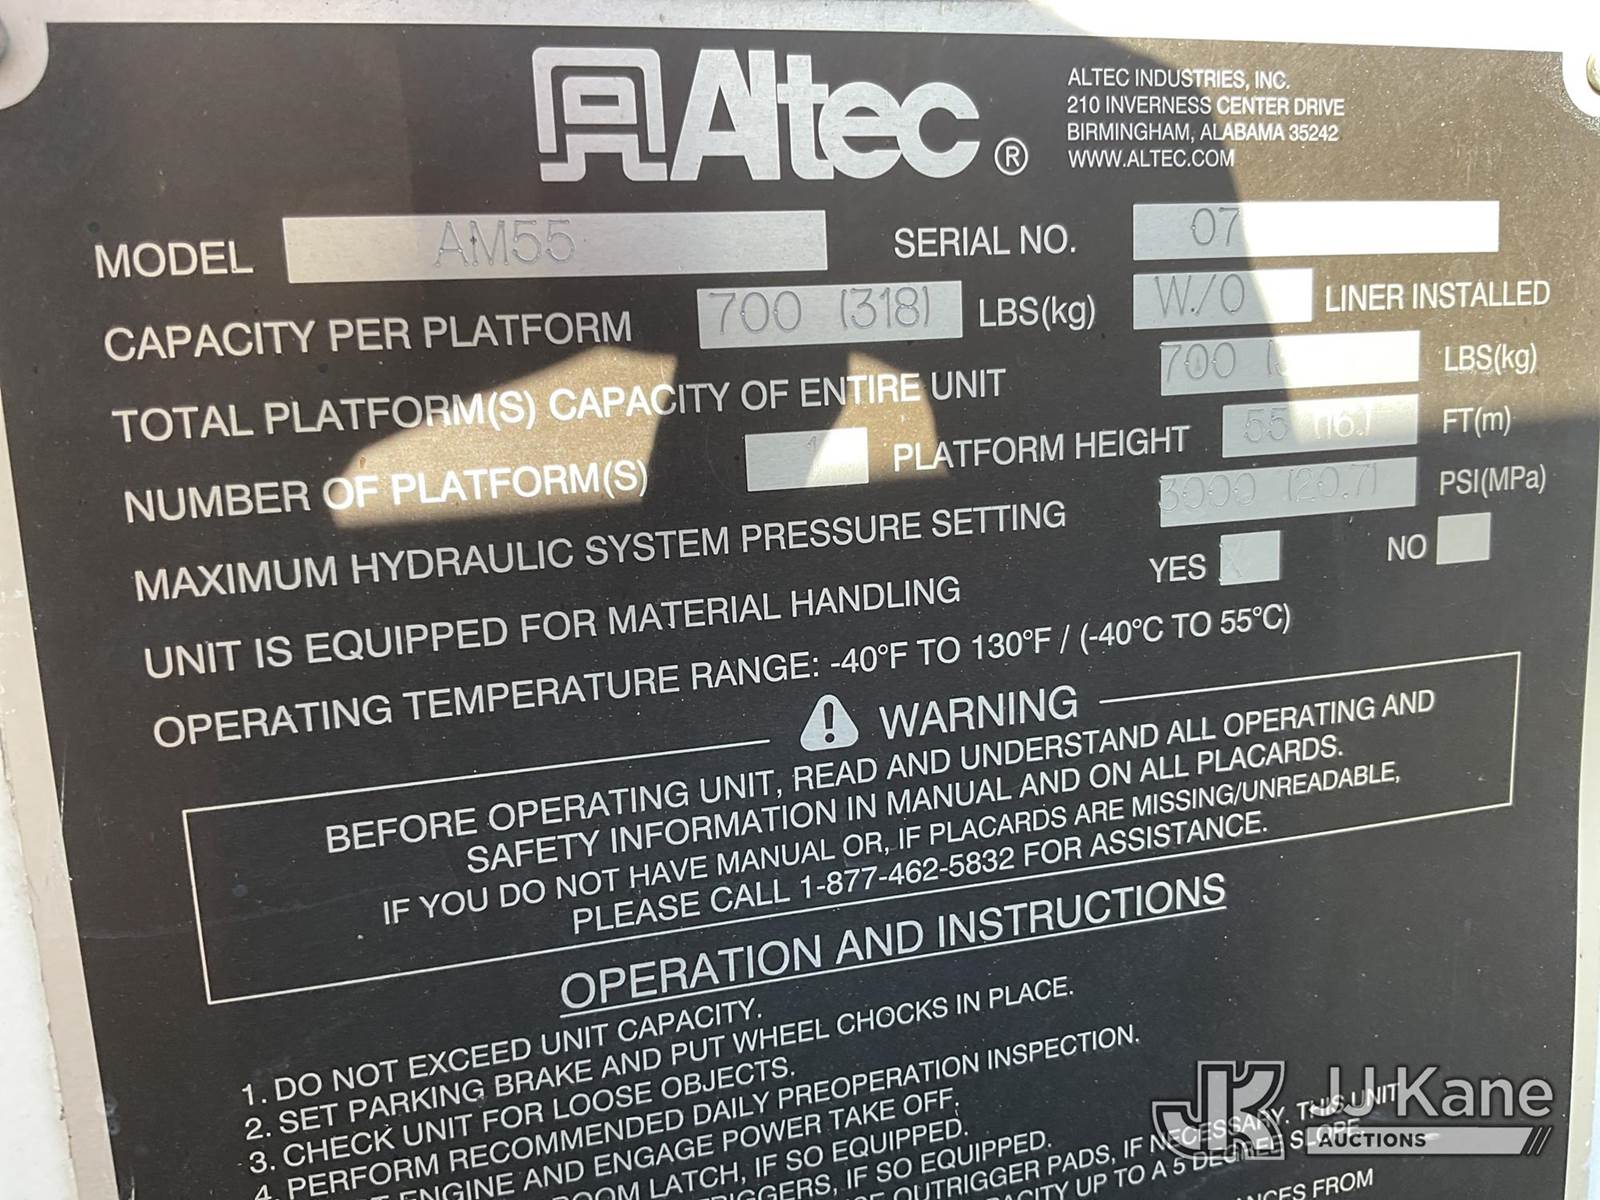 Altec®
ALTEC INDUSTRIES, INC.
210 INVERNESS CENTER DRIVE
BIRMINGHAM, ALABAMA 35242
WWW.ALTEC.COM
MODEL AM55 SERIAL NO. 07
CAPACITY PER PLATFORM 700 (318) LBS(kg) W/O LINER INSTALLED
TOTAL PLATFORM(S) CAPACITY OF ENTIRE UNIT 700 LBS(kg)
NUMBER OF PLATFORM(S) 1 PLATFORM HEIGHT 55 (16.) FT(m)
MAXIMUM HYDRAULIC SYSTEM PRESSURE SETTING 3000 (20.7) PSI(MPa)
UNIT IS EQUIPPED FOR MATERIAL HANDLING YES X NO
OPERATING TEMPERATURE RANGE: -40°F TO 130°F / (-40°C TO 55°C)
WARNING
BEFORE OPERATING UNIT, READ AND UNDERSTAND ALL OPERATING AND
SAFETY INFORMATION IN MANUAL AND ON ALL PLACARDS.
IF YOU DO NOT HAVE MANUAL OR, IF PLACARDS ARE MISSING/UNREADABLE,
PLEASE CALL 1-877-462-5832 FOR ASSISTANCE.
OPERATION AND INSTRUCTIONS
1. DO NOT EXCEED UNIT CAPACITY.
2. SET PARKING BRAKE AND PUT WHEEL CHOCKS IN PLACE.
3. CHECK UNIT FOR LOOSE OBJECTS.
4. PERFORM RECOMMENDED DAILY PREOPERATION INSPECTION.
ENGINE AND ENGAGE POWER TAKE OFF.
LATCH, IF SO EQUIPPED.
IF SO EQUIPPED.
OUTRIGGER PADS, IF NECESSARY. THIS UNIT
UP TO A 5 DEGREE SLOPE.
FROM
JK JJ Kane
AUCTIONS